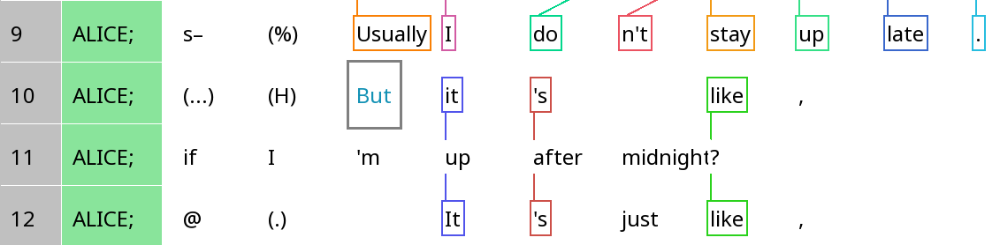 9 ALICE; s– (%) Usually I do n't stay up late .
10 ALICE; (...) (H) But it 's like ,
11 ALICE; if I 'm up after midnight?
12 ALICE; @ (.) It 's just like ,